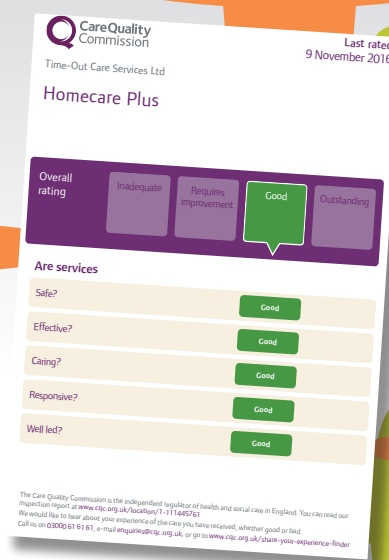 CareQuality
Commission
Last rated
9 November 2016
Time-Out Care Services Ltd
Homecare Plus
Overall
rating
Inadequate
Requires
improvement
Good
Outstanding
Are services
Safe?
Good
Effective?
Good
Caring?
Good
Responsive?
Good
Well led?
Good
The Care Quality Commission is the independent regulator of health and social care in England. You can read our
inspection report at www.cqc.org.uk/location/1-111445761
We would like to hear about your experience of the care you have received, whether good or bad.
Call us on 03000 61 61 61, e-mail enquiries@cqc.org.uk, or go to www.cqc.org.uk/share-your-experience-finder